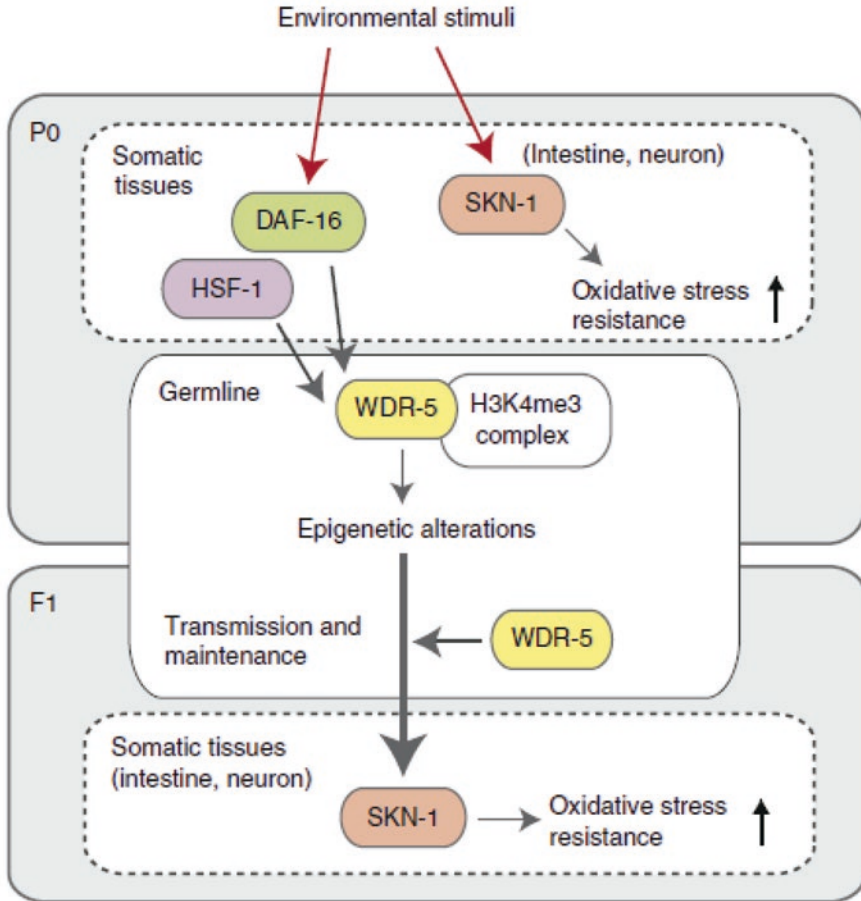 Environmental stimuli
P0
Somatic
tissues
(Intestine, neuron)
DAF-16
SKN-1
HSF-1
Oxidative stress
resistance
Germline
WDR-5
H3K4me3
complex
Epigenetic alterations
F1
Transmission and
maintenance
WDR-5
Somatic tissues
(intestine, neuron)
SKN-1
Oxidative stress
resistance